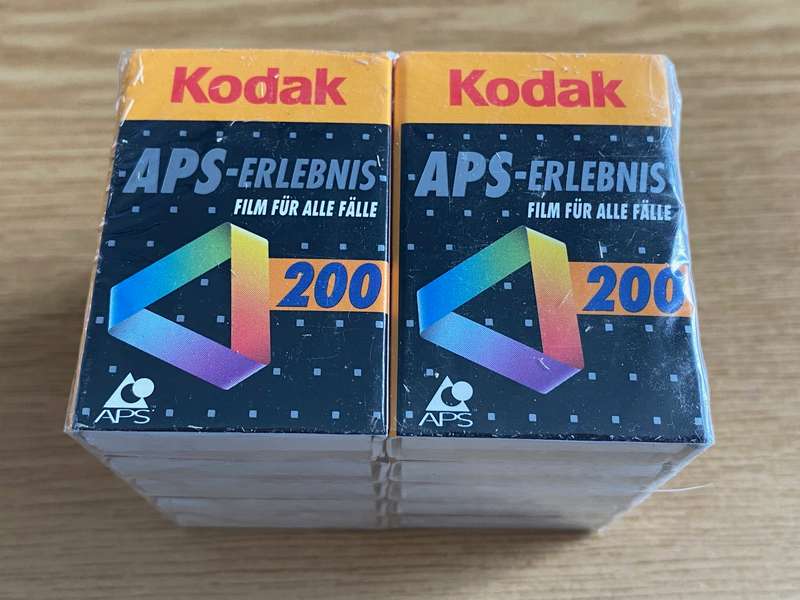 Kodak
APS-ERLEBNIS
FILM FÜR ALLE FÄLLE
200
APS
Kodak
APS-ERLEBNIS
FILM FÜR ALLE FÄLLE
200
APS